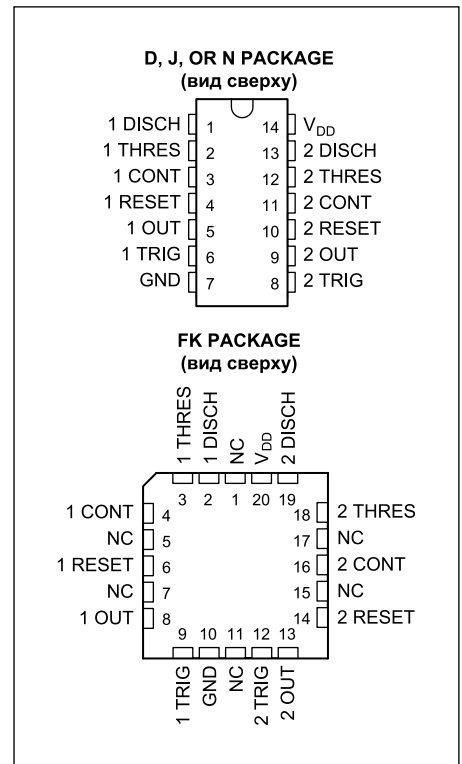 D, J, OR N PACKAGE
(вид сверху)
1 DISCH 1 14 VDD
1 THRES 2 13 2 DISCH
1 CONT 3 12 2 THRES
1 RESET 4 11 2 CONT
1 OUT 5 10 2 RESET
1 TRIG 6 9 2 OUT
GND 7 8 2 TRIG
FK PACKAGE
(вид сверху)
1 THRES
1 DISCH
NC
VDD
2 DISCH
3 2 1 20 19
1 CONT 4 18 2 THRES
NC 5 17 NC
1 RESET 6 16 2 CONT
NC 7 15 NC
1 OUT 8 14 2 RESET
9 10 11 12 13
1 TRIG
GND
NC
2 TRIG
2 OUT